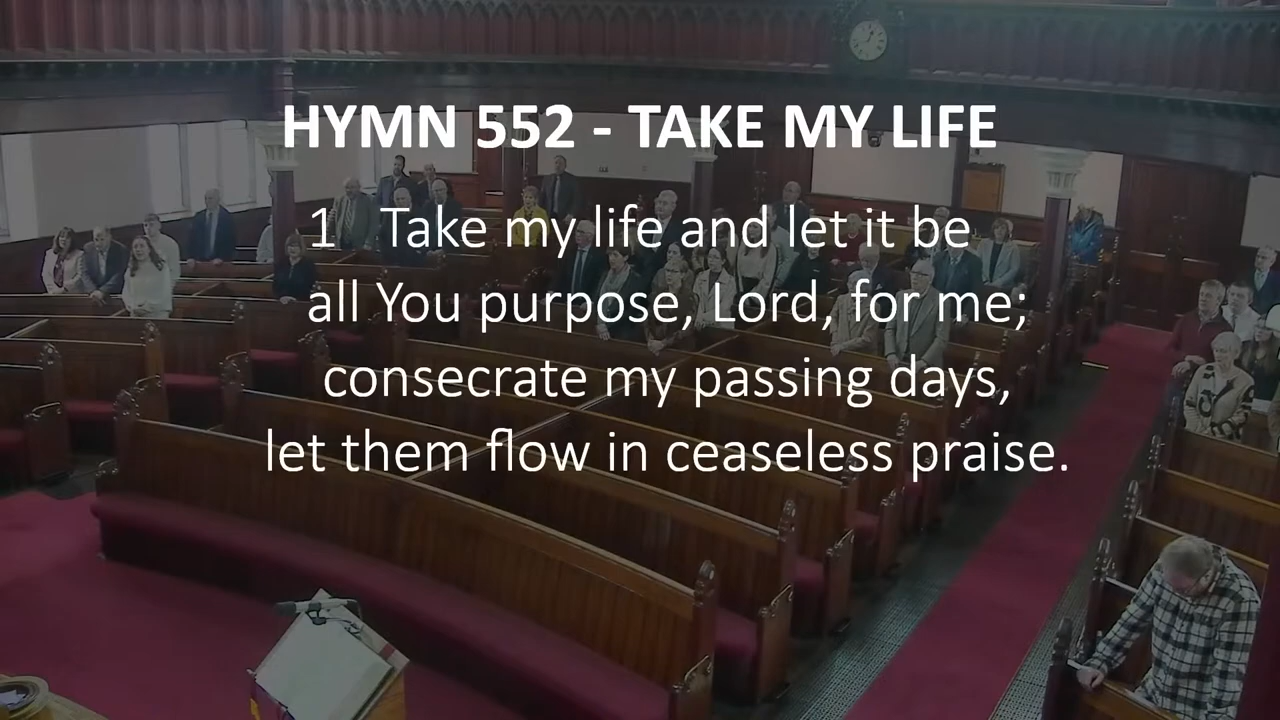 HYMN 552 - TAKE MY LIFE
1 Take my life and let it be
all You purpose, Lord, for me;
consecrate my passing days,
let them flow in ceaseless praise.